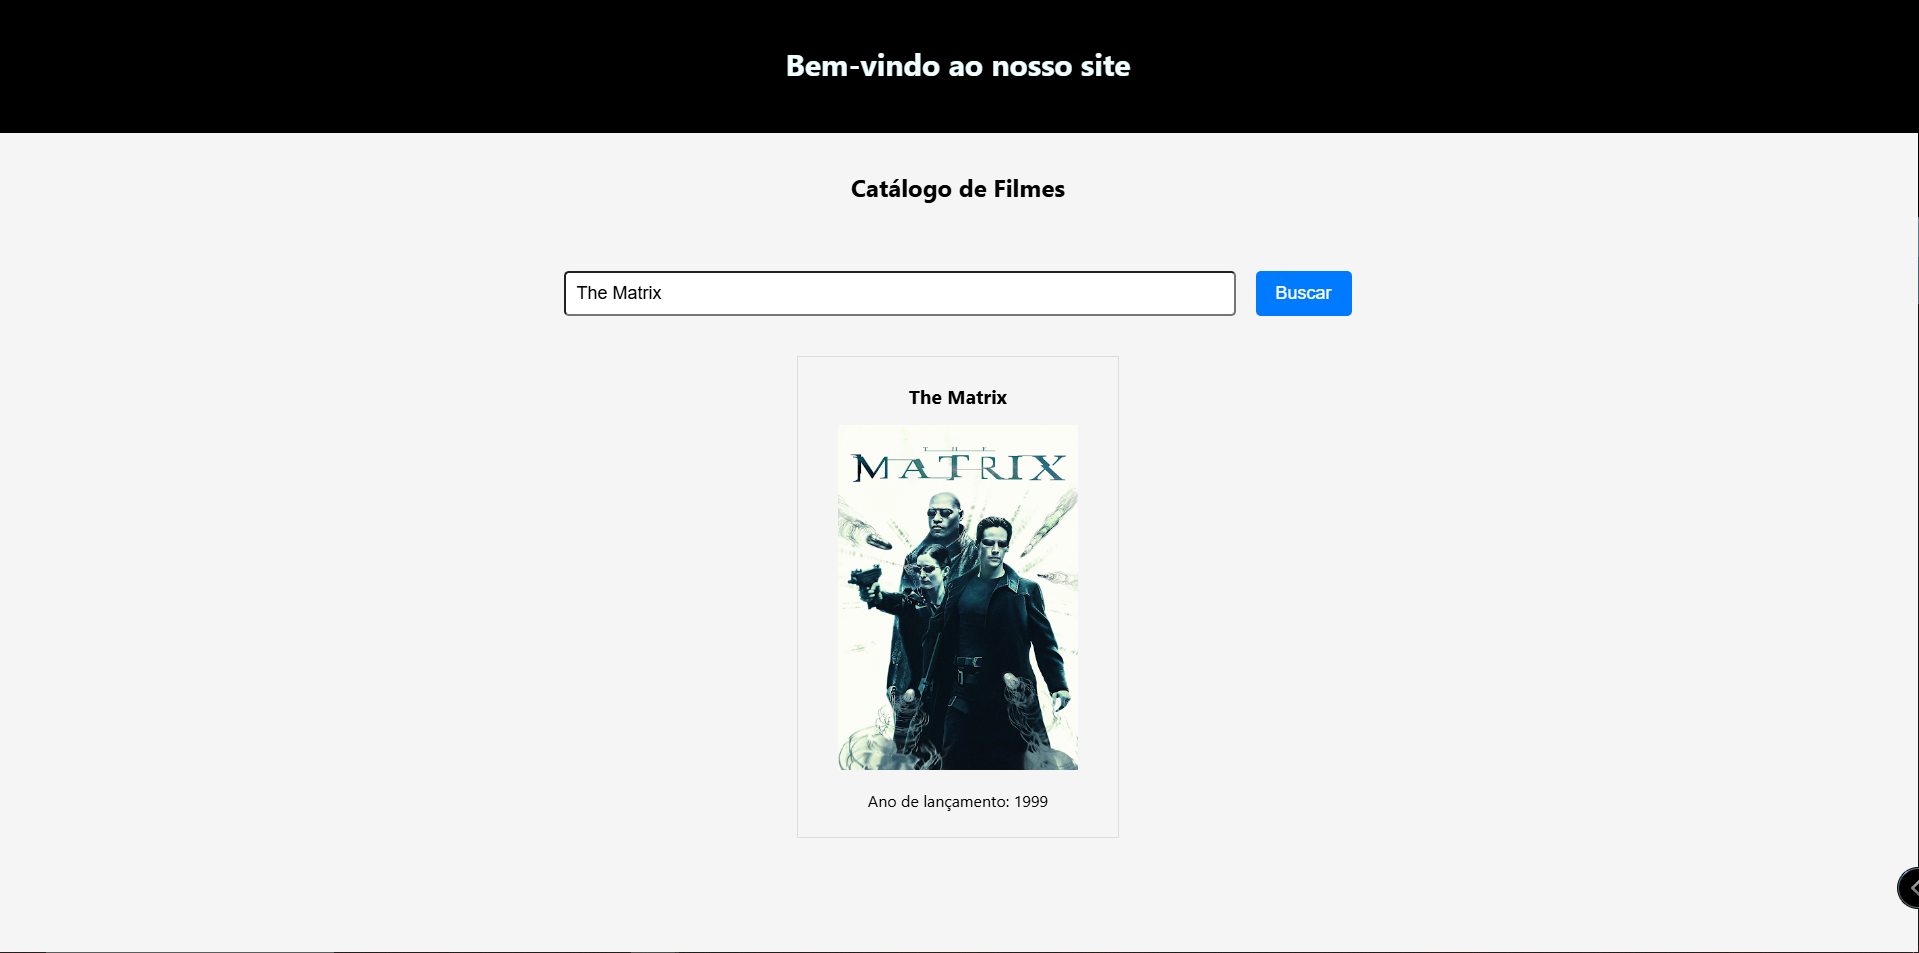 Bem-vindo ao nosso site
Catálogo de Filmes
The Matrix
Buscar
The Matrix
THE
MATRIX
Ano de lançamento: 1999